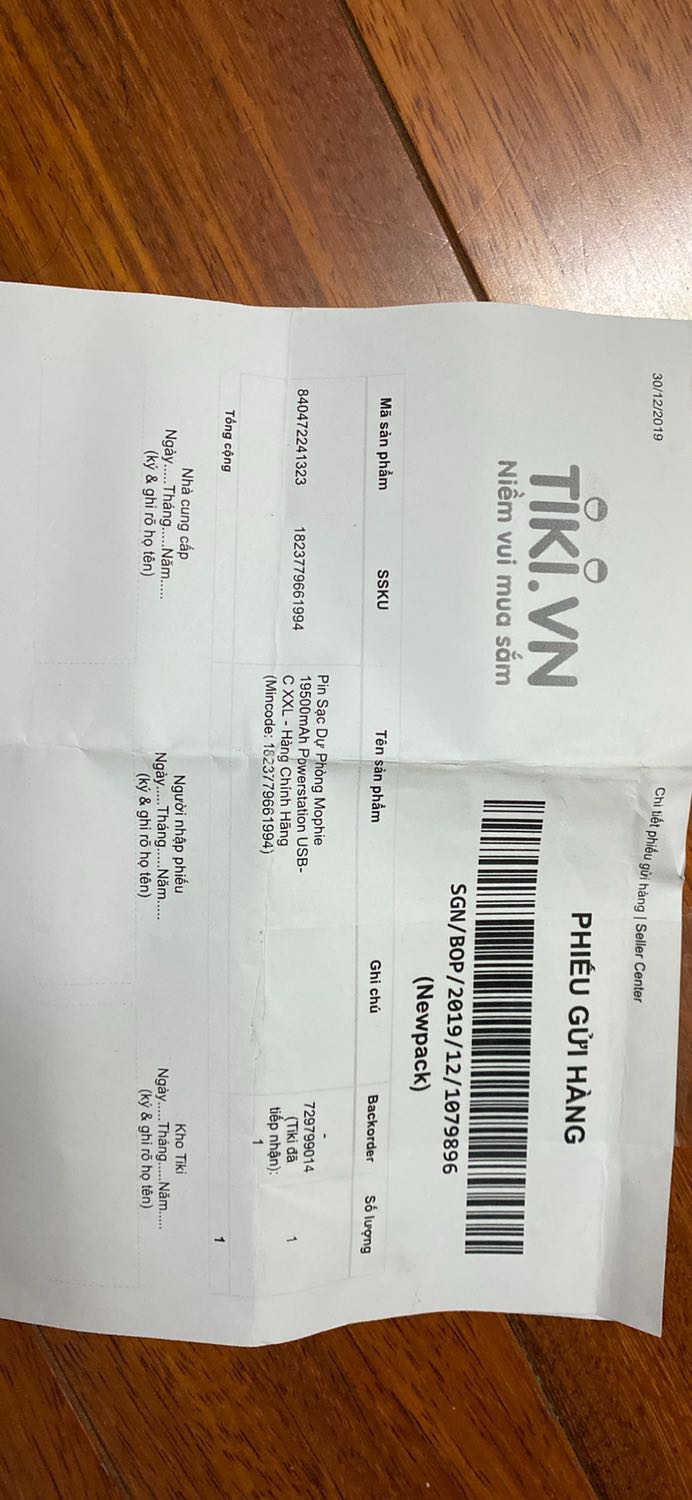 30/12/2019
Chi tiết phiếu gửi hàng | Seller Center
TIKI.VN
Niềm vui mua sắm
PHIẾU GỬI HÀNG
SGN/BOP/2019/12/1079896
(Newpack)
Mã sản phẩm SSKU Tên sản phẩm Ghi chú Backorder Số lượng
840472241323 1823779661994
Pin Sạc Dự Phòng Mophie
19500mAh Powerstation USB-
C XXL - Hàng Chính Hãng
(Mincode: 1823779661994)
-
729799014
(Tiki đã
tiếp nhận):
1
1
Tổng cộng 1
Nhà cung cấp
Ngày.....Tháng.....Năm.....
(ký & ghi rõ họ tên)
Người nhập phiếu
Ngày.....Tháng.....Năm.....
(ký & ghi rõ họ tên)
Kho Tiki
Ngày.....Tháng.....Năm.....
(ký & ghi rõ họ tên)